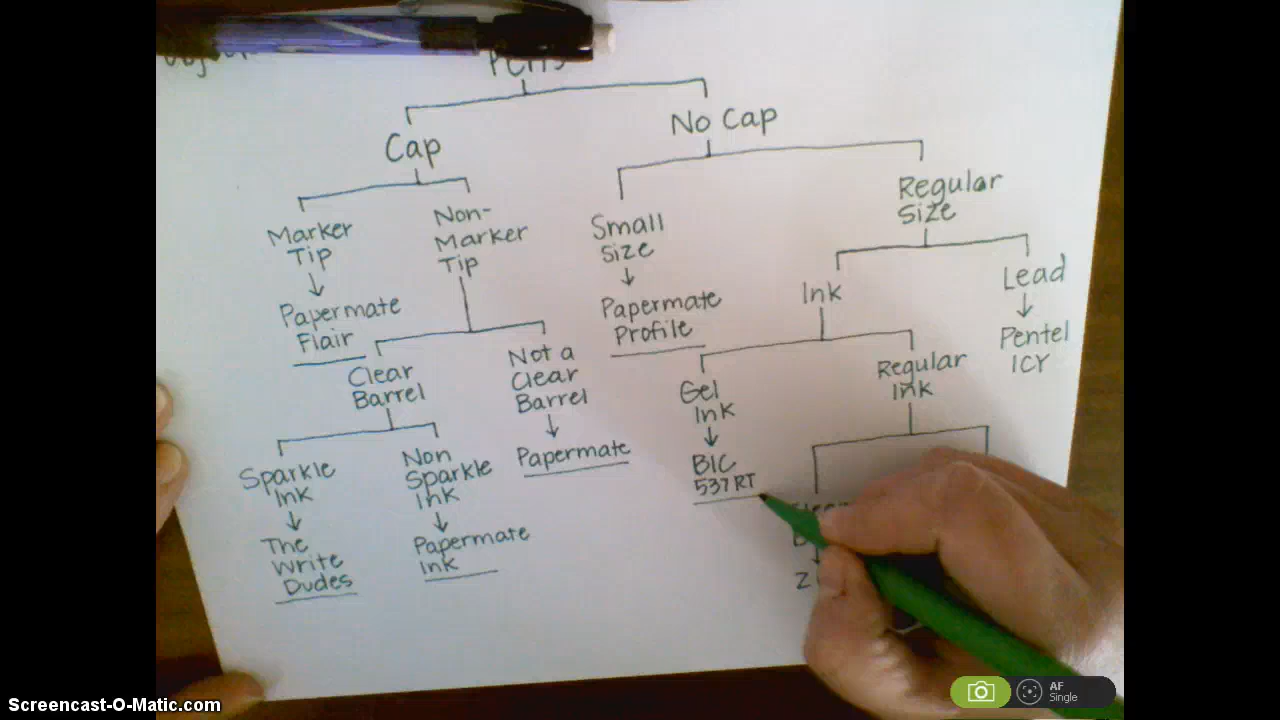 Pens
Cap
No Cap
Marker
Tip
Non-
Marker
Tip
Small
Size
Regular
Size
Papermate
Flair
Papermate
Profile
Ink
Lead
Pentel
ICY
Clear
Barrel
Not a
Clear
Barrel
Gel
Ink
Regular
Ink
Sparkle
Ink
Non
Sparkle
Ink
Papermate
BIC
537 RT
The
Write
Dudes
Papermate
Ink
Screencast-O-Matic.com
AF
Single